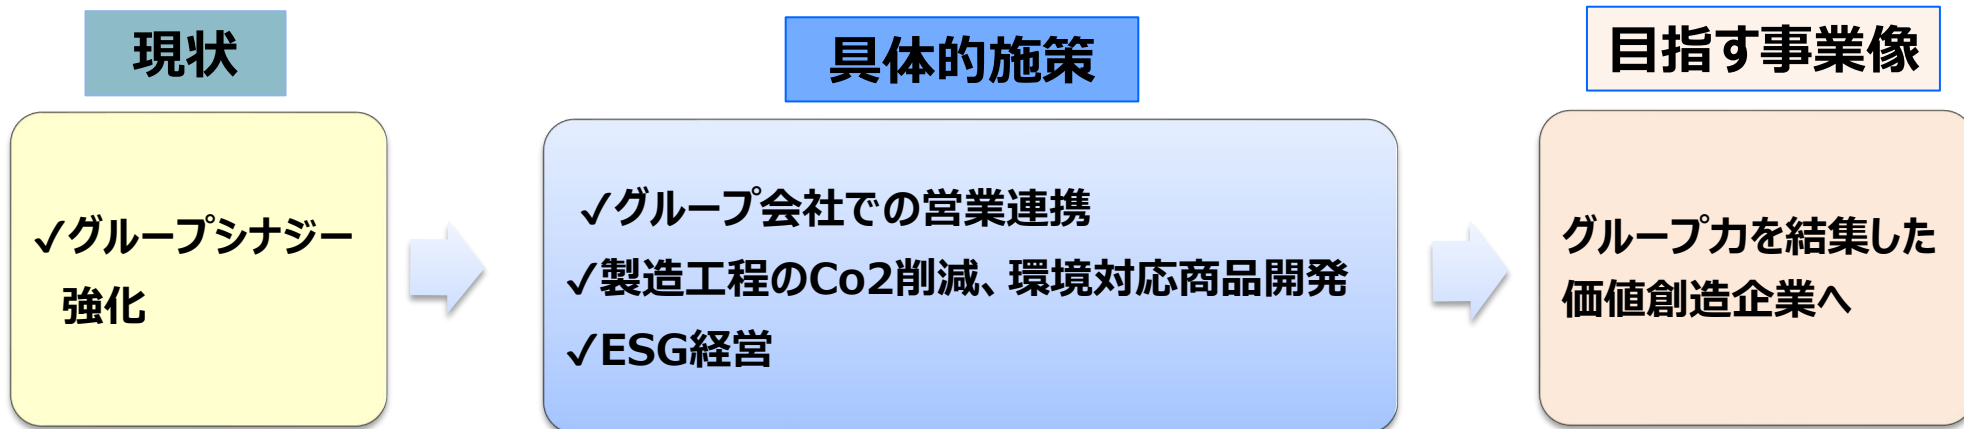 現状
✓グループシナジー
強化
具体的施策
✓グループ会社での営業連携
✓製造工程のCo2削減、環境対応商品開発
✓ESG経営
目指す事業像
グループ力を結集した
価値創造企業へ